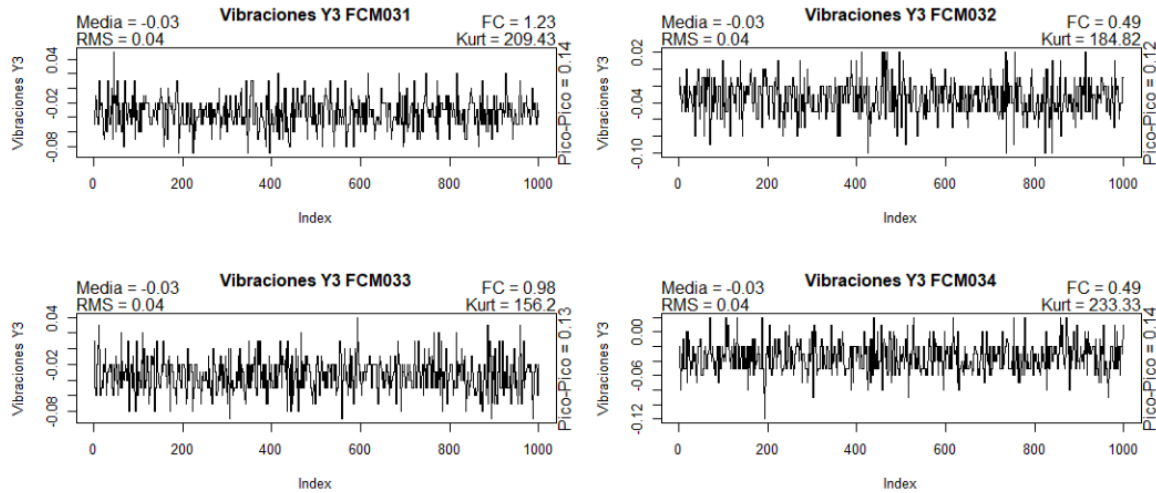 Vibraciones Y3 FCM031
Media = -0.03
FC = 1.23
RMS = 0.04
Kurt = 209.43
Vibraciones Y3
0.04
-0.02
-0.08
Pico-Pico = 0.14
0 200 400 600 800 1000
Index
Vibraciones Y3 FCM032
Media = -0.03
FC = 0.49
RMS = 0.04
Kurt = 184.82
Vibraciones Y3
0.02
-0.04
-0.10
Pico-Pico = 0.12
0 200 400 600 800 1000
Index
Vibraciones Y3 FCM033
Media = -0.03
FC = 0.98
RMS = 0.04
Kurt = 156.2
Vibraciones Y3
0.04
-0.02
-0.08
Pico-Pico = 0.13
0 200 400 600 800 1000
Index
Vibraciones Y3 FCM034
Media = -0.03
FC = 0.49
RMS = 0.04
Kurt = 233.33
Vibraciones Y3
0.00
-0.06
-0.12
Pico-Pico = 0.14
0 200 400 600 800 1000
Index